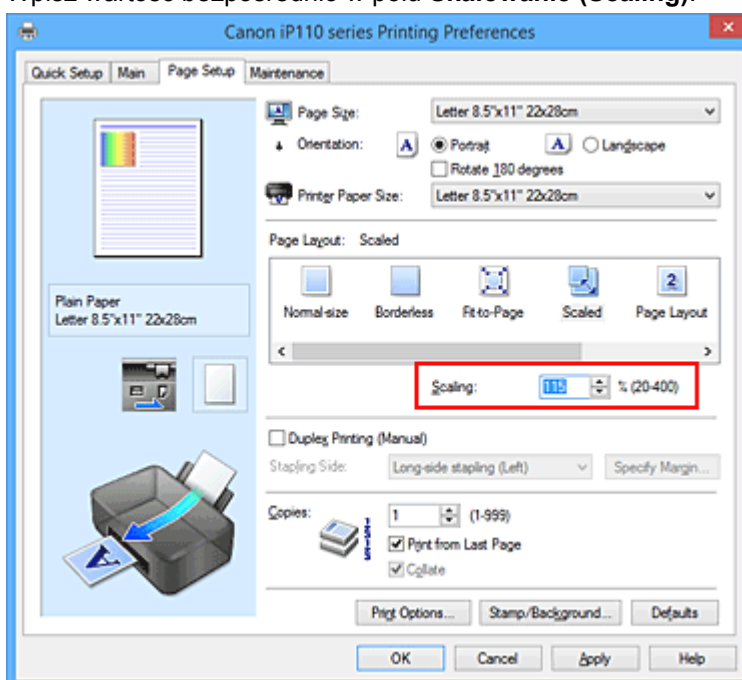 Canon iP110 series Printing Preferences
Quick Setup Main Page Setup Maintenance
Page Size: Letter 8.5"x11" 22x28cm
Orientation: A Portrait A Landscape
Rotate 180 degrees
Printer Paper Size: Letter 8.5"x11" 22x28cm
Page Layout: Scaled
2
Normal-size Borderless Fit-to-Page Scaled Page Layout
Plain Paper
Letter 8.5"x11" 22x28cm
Scaling: 115 % (20-400)
Duplex Printing (Manual)
Stapling Side: Long-side stapling (Left) Specify Margin...
Copies: 1 (1-999)
Print from Last Page
Collate
A
Print Options... Stamp/Background... Defaults
OK Cancel Apply Help